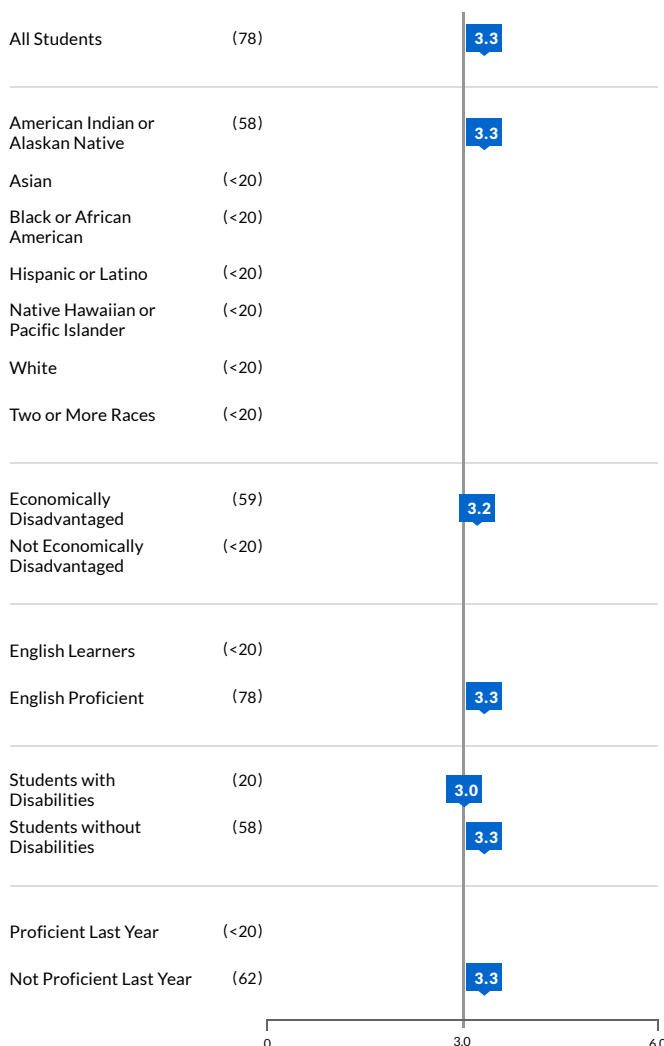 All Students (78) 3.3
American Indian or (58) 3.3
Alaskan Native
Asian (<20)
Black or African (<20)
American
Hispanic or Latino (<20)
Native Hawaiian or (<20)
Pacific Islander
White (<20)
Two or More Races (<20)
Economically (59) 3.2
Disadvantaged
Not Economically (<20)
Disadvantaged
English Learners (<20)
English Proficient (78) 3.3
Students with (20) 3.0
Disabilities
Students without (58) 3.3
Disabilities
Proficient Last Year (<20)
Not Proficient Last Year (62) 3.3
0 3.0 6.0